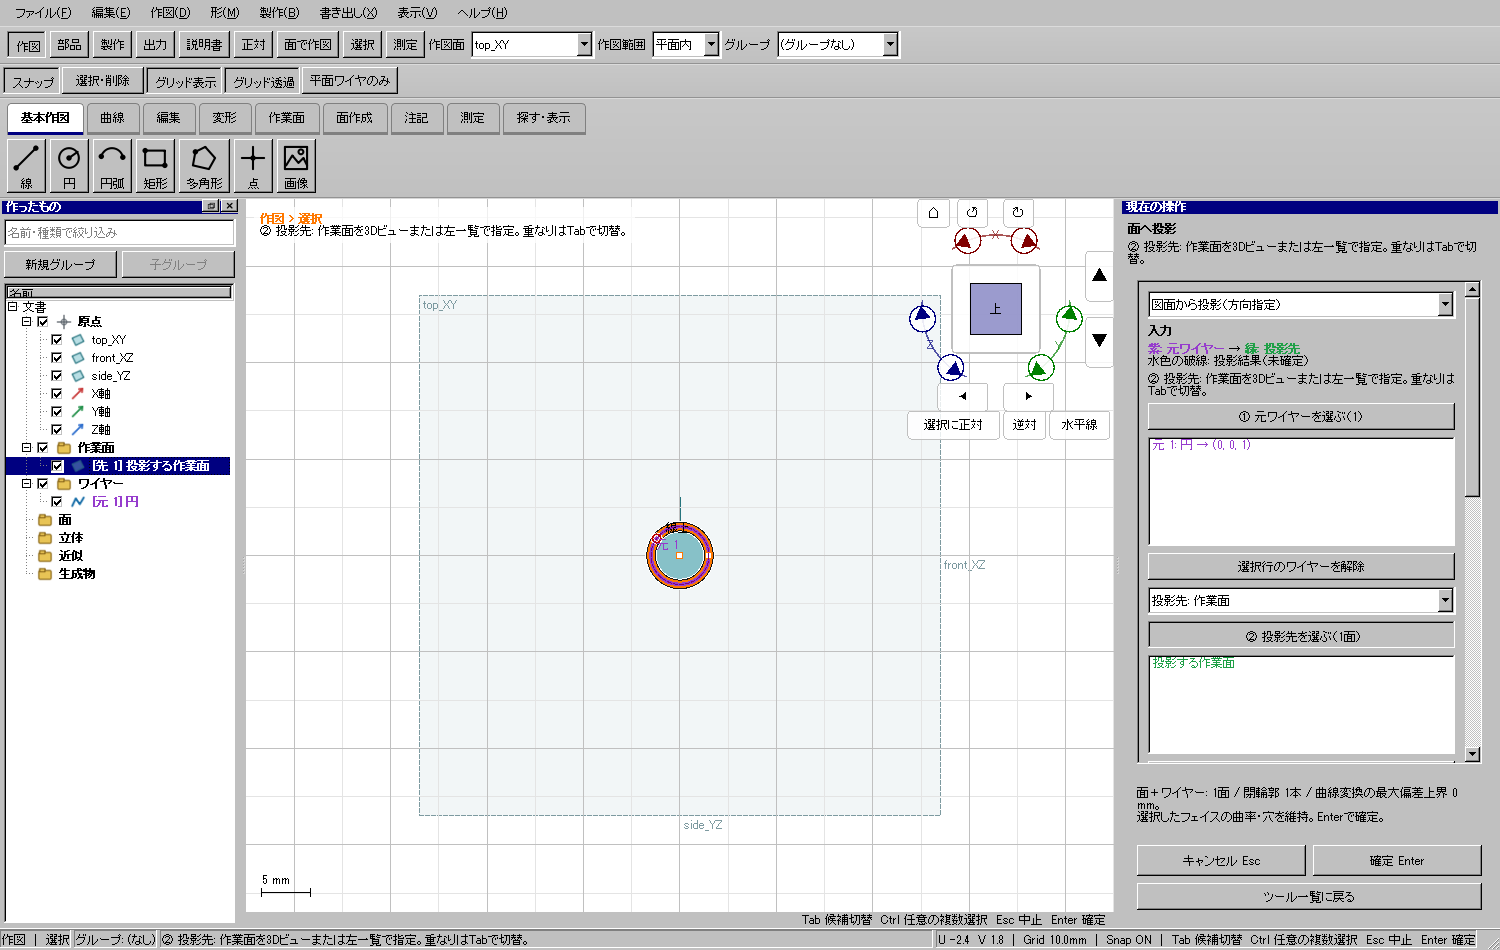 ファイル(F) 編集(E) 作図(D) 形(M) 製作(B) 書き出し(X) 表示(V) ヘルプ(H)
作図 部品 製作 出力 説明書 正対 面で作図 選択 測定 作図面 top_XY 作図範囲 平面内 グループ (グループなし)
スナップ 選択・削除 グリッド表示 グリッド透過 平面ワイヤのみ
基本作図 曲線 編集 変形 作業面 面作成 注記 測定 探す・表示
線 円 円弧 矩形 多角形 点 画像
作ったもの
名前・種類で絞り込み
新規グループ 子グループ
名前
文書
原点
top_XY
front_XZ
side_YZ
X軸
Y軸
Z軸
作業面
[先 1] 投影する作業面
ワイヤー
[元 1] 円
面
立体
近似
生成物
作図 > 選択
② 投影先: 作業面を3Dビューまたは左一覧で指定。重なりはTabで切替。
top_XY
front_XZ
side_YZ
元 1
5 mm
X
Z
Y
上
選択に正対 逆対 水平線
Tab 候補切替 Ctrl 任意の複数選択 Esc 中止 Enter 確定
現在の操作
面へ投影
② 投影先: 作業面を3Dビューまたは左一覧で指定。重なりはTabで切
替。
図面から投影(方向指定)
入力
紫: 元ワイヤー → 緑: 投影先
水色の破線: 投影結果(未確定)
② 投影先: 作業面を3Dビューまたは左一覧で指定。重なりは
Tabで切替。
① 元ワイヤーを選ぶ(1)
元 1: 円 → (0, 0, 1)
選択行のワイヤーを解除
投影先: 作業面
② 投影先を選ぶ(1面)
投影する作業面
面＋ワイヤー: 1面 / 閉輪郭 1本 / 曲線変換の最大偏差上界 0
mm。
選択したフェイスの曲率・穴を維持。Enterで確定。
キャンセル Esc 確定 Enter
ツール一覧に戻る
作図 | 選択 グループ: (なし) ② 投影先: 作業面を3Dビューまたは左一覧で指定。重なりはTabで切替。 U -2.4 V 1.8 | Grid 10.0mm | Snap ON | Tab 候補切替 Ctrl 任意の複数選択 Esc 中止 Enter 確定